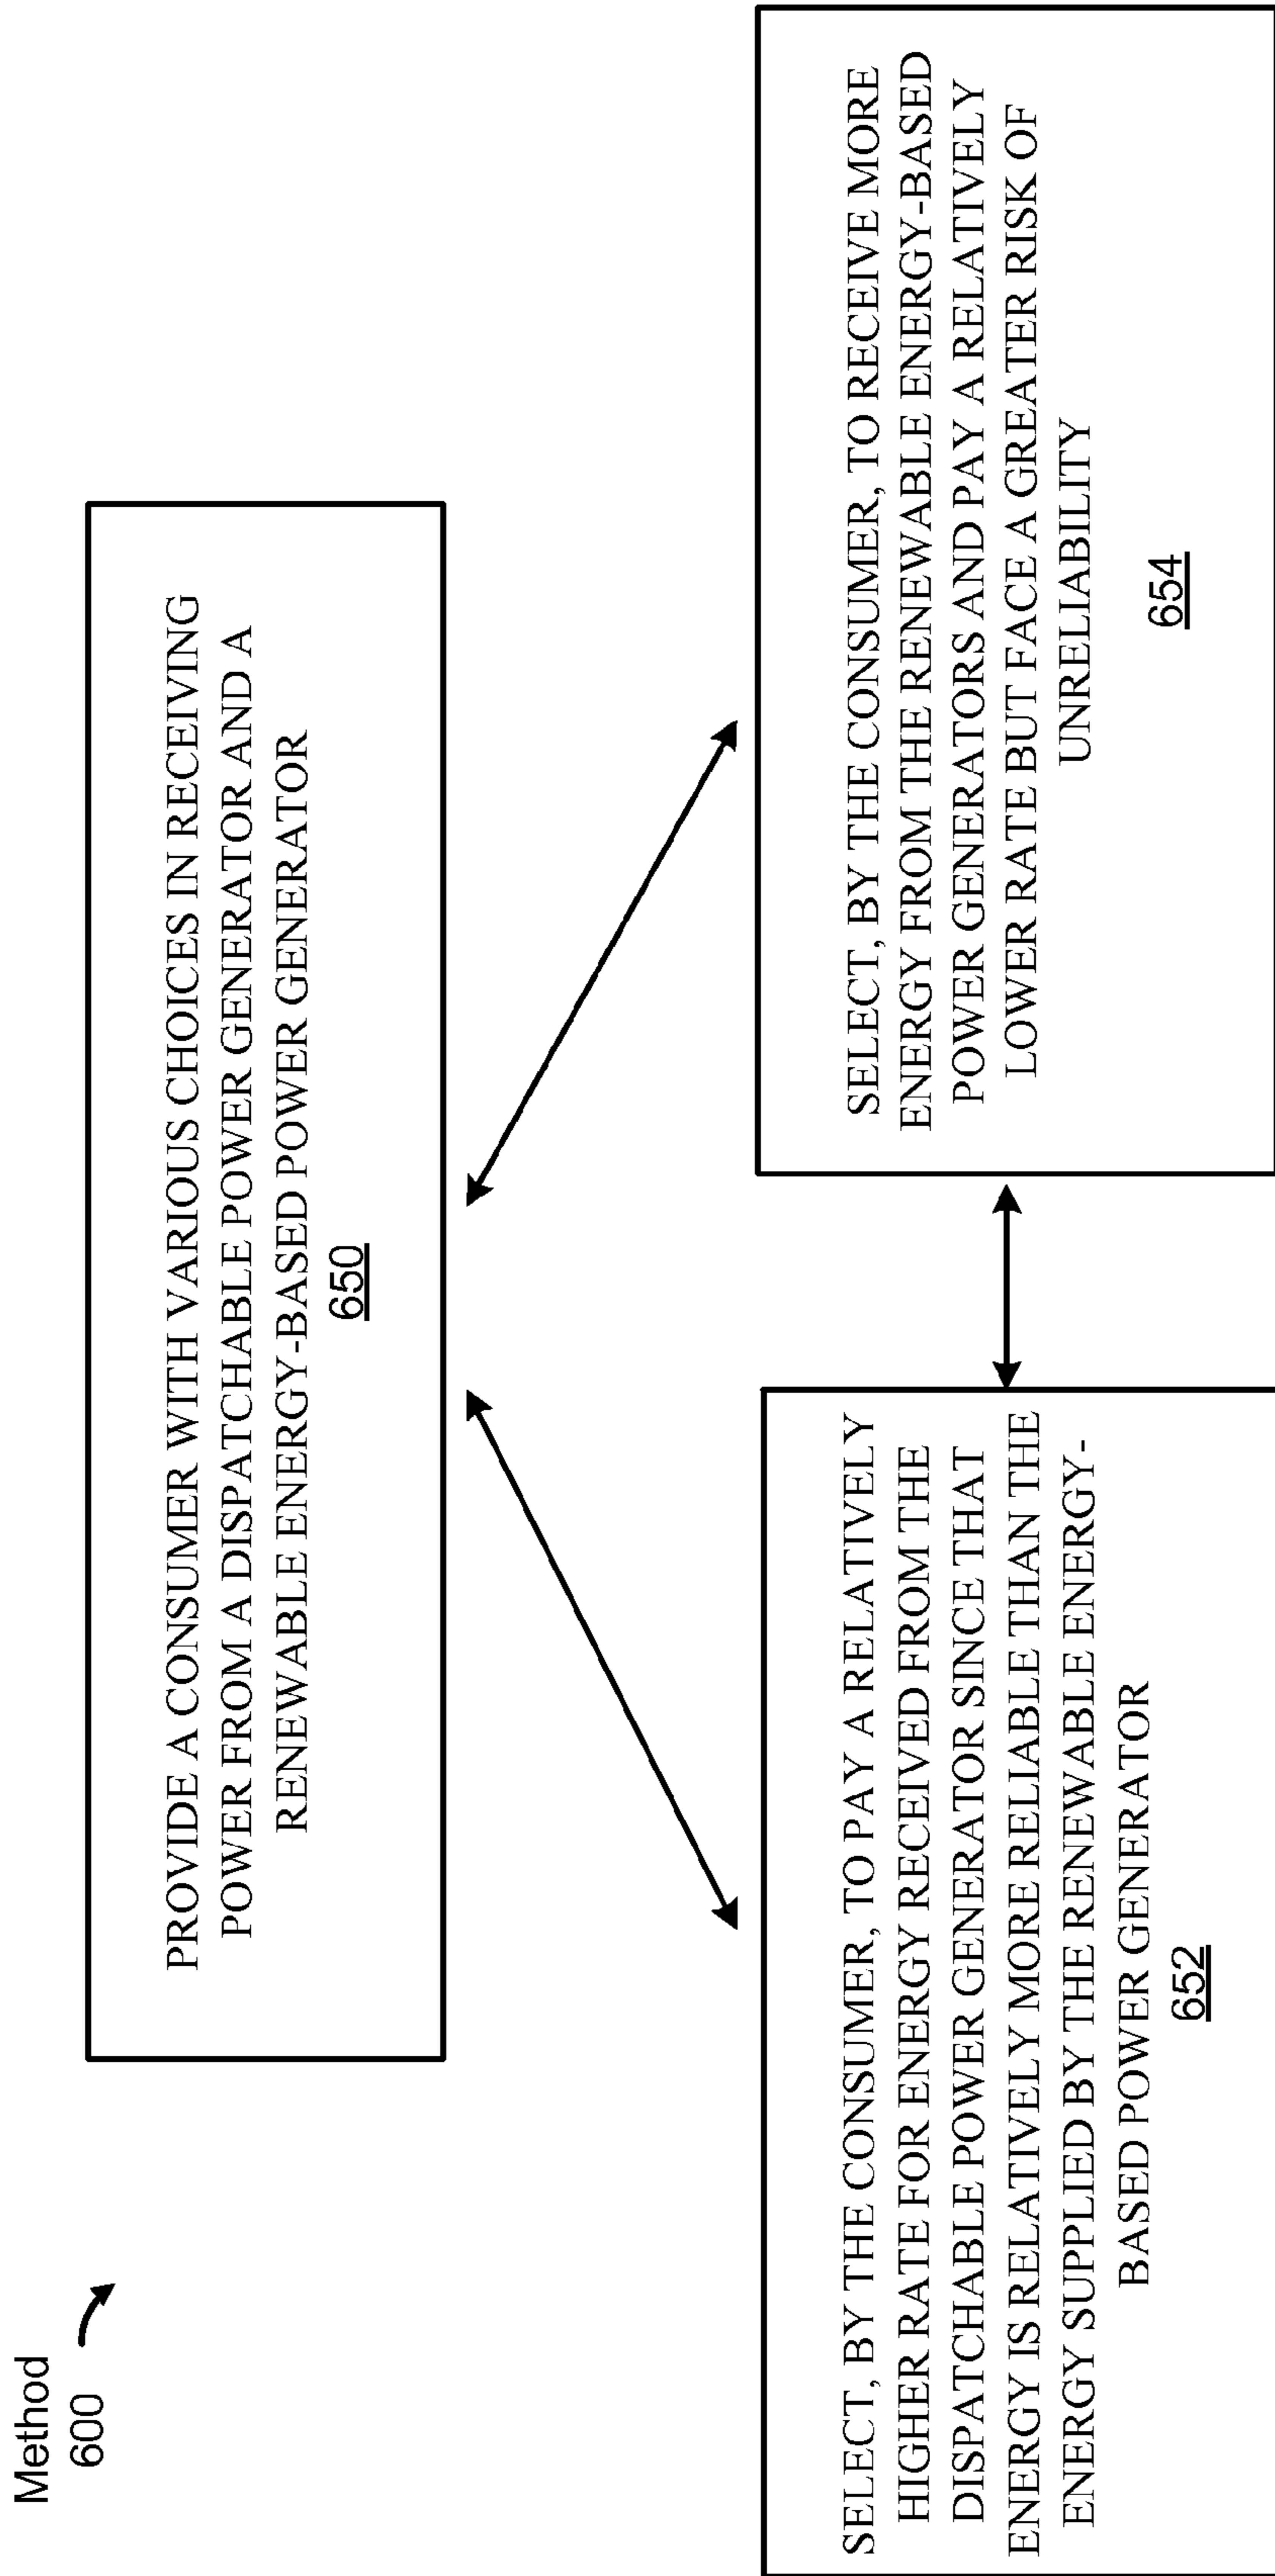 Method
600
PROVIDE A CONSUMER WITH VARIOUS CHOICES IN RECEIVING
POWER FROM A DISPATCHABLE POWER GENERATOR AND A
RENEWABLE ENERGY-BASED POWER GENERATOR
650
SELECT, BY THE CONSUMER, TO PAY A RELATIVELY
HIGHER RATE FOR ENERGY RECEIVED FROM THE
DISPATCHABLE POWER GENERATOR SINCE THAT
ENERGY IS RELATIVELY MORE RELIABLE THAN THE
ENERGY SUPPLIED BY THE RENEWABLE ENERGY-
BASED POWER GENERATOR
652
SELECT, BY THE CONSUMER, TO RECEIVE MORE
ENERGY FROM THE RENEWABLE ENERGY-BASED
POWER GENERATORS AND PAY A RELATIVELY
LOWER RATE BUT FACE A GREATER RISK OF
UNRELIABILITY
654